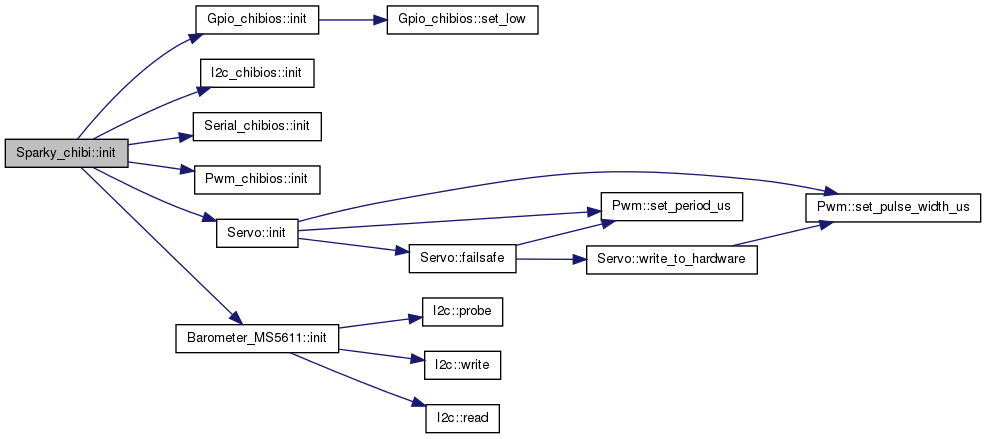 Gpio_chibios::init
Gpio_chibios::set_low
I2c_chibios::init
Serial_chibios::init
Sparky_chibi::init
Pwm_chibios::init
Servo::init
Pwm::set_period_us
Pwm::set_pulse_width_us
Servo::failsafe
Servo::write_to_hardware
I2c::probe
Barometer_MS5611::init
I2c::write
I2c::read